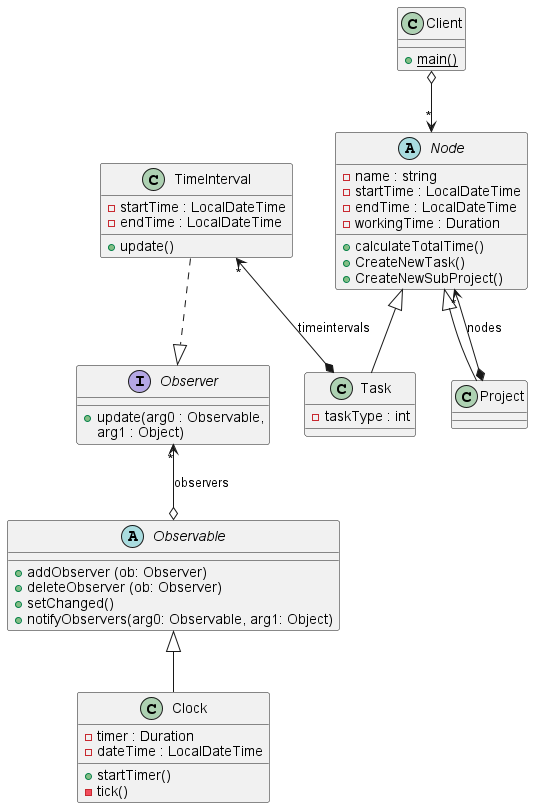 C Client
main()
*
A Node
name : string
startTime : LocalDateTime
endTime : LocalDateTime
workingTime : Duration
calculateTotalTime()
CreateNewTask()
CreateNewSubProject()
C TimeInterval
startTime : LocalDateTime
endTime : LocalDateTime
update()
*
timeintervals
*
nodes
I Observer
update(arg0 : Observable,
arg1 : Object)
C Task
taskType : int
C Project
*
observers
A Observable
addObserver (ob: Observer)
deleteObserver (ob: Observer)
setChanged()
notifyObservers(arg0: Observable, arg1: Object)
C Clock
timer : Duration
dateTime : LocalDateTime
startTimer()
tick()